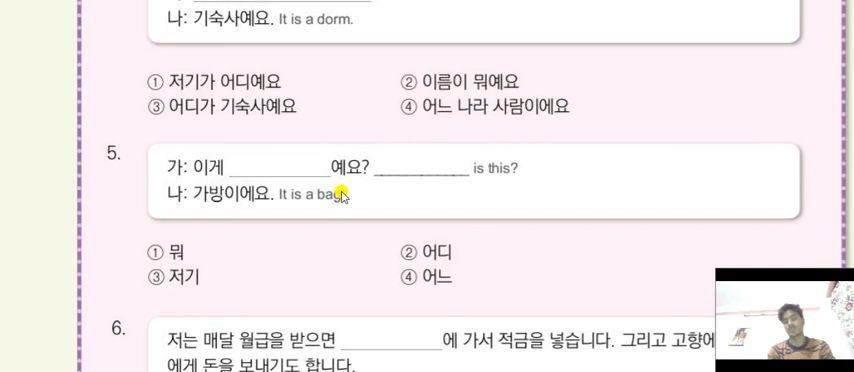 나: 기숙사예요. It is a dorm.
① 저기가 어디예요 ② 이름이 뭐예요
③ 어디가 기숙사예요 ④ 어느 나라 사람이에요
5.
가: 이게 __________예요? __________ is this?
나: 가방이에요. It is a bag
① 뭐 ② 어디
③ 저기 ④ 어느
6.
저는 매달 월급을 받으면 __________에 가서 적금을 넣습니다. 그리고 고향에
에게 돈을 보내기도 합니다.